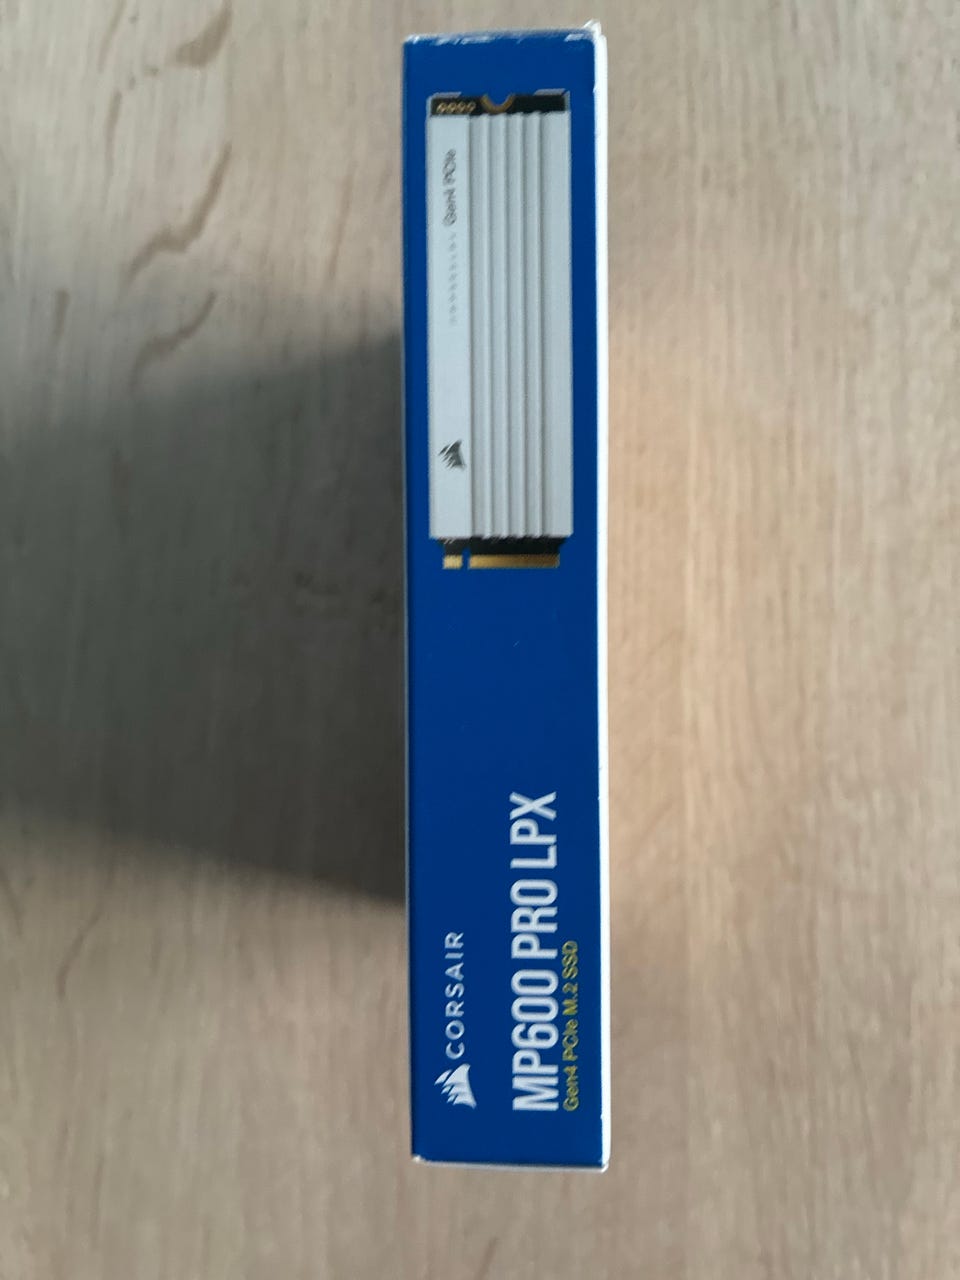 CORSAIR
MP600 PRO LPX
Gen4 PCIe M.2 SSD
Gen4 PCIe